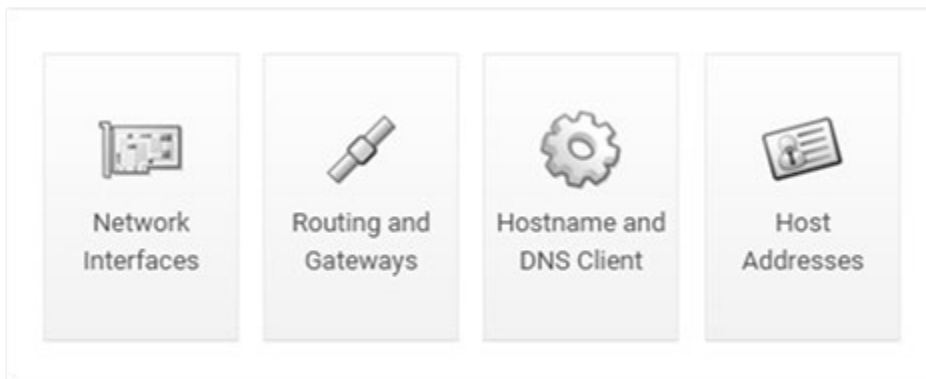 Network
Interfaces
Routing and
Gateways
Hostname and
DNS Client
Host
Addresses